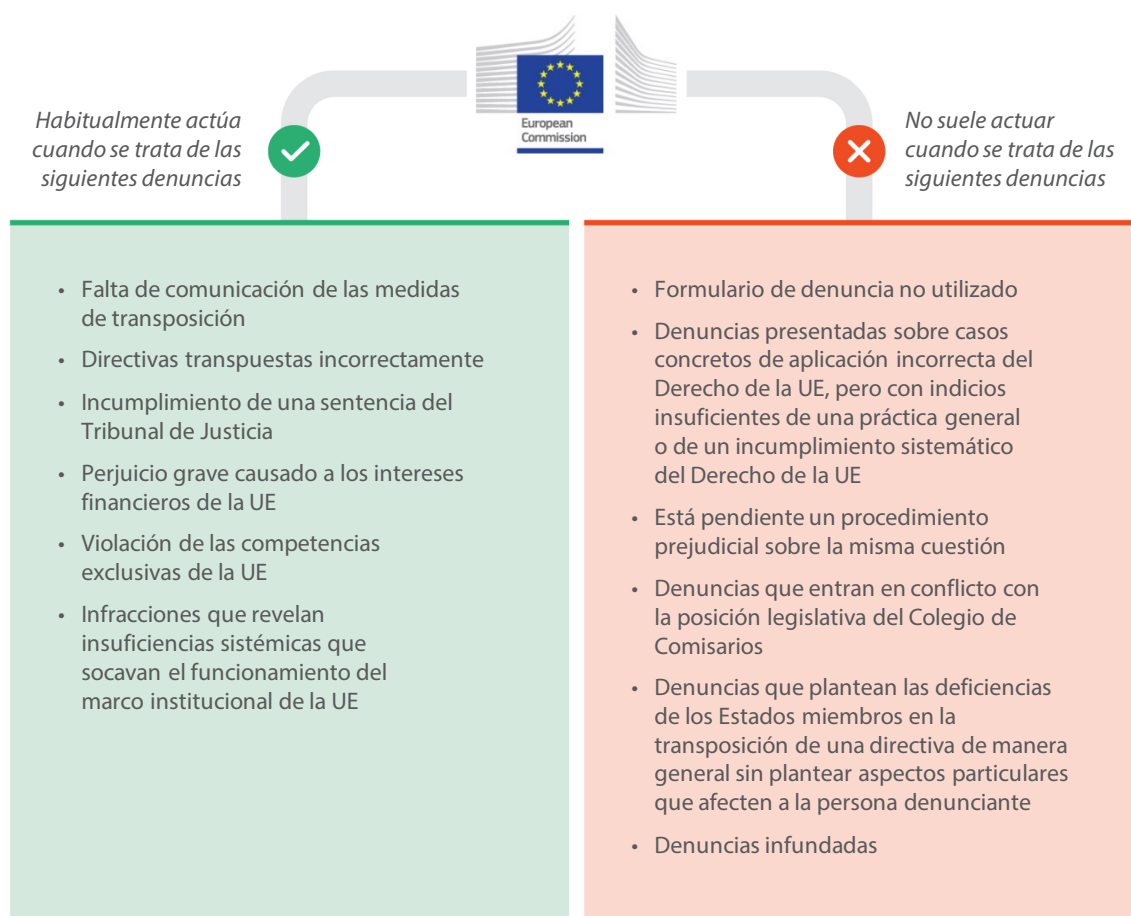 Habitualmente actúa
cuando se trata de las
siguientes denuncias
European
Commission
No suele actuar
cuando se trata de las
siguientes denuncias
• Falta de comunicación de las medidas
de transposición
• Directivas transpuestas incorrectamente
• Incumplimiento de una sentencia del
Tribunal de Justicia
• Perjuicio grave causado a los intereses
financieros de la UE
• Violación de las competencias
exclusivas de la UE
• Infracciones que revelan
insuficiencias sistémicas que
socavan el funcionamiento del
marco institucional de la UE
• Formulario de denuncia no utilizado
• Denuncias presentadas sobre casos
concretos de aplicación incorrecta del
Derecho de la UE, pero con indicios
insuficientes de una práctica general
o de un incumplimiento sistemático
del Derecho de la UE
• Está pendiente un procedimiento
prejudicial sobre la misma cuestión
• Denuncias que entran en conflicto con
la posición legislativa del Colegio de
Comisarios
• Denuncias que plantean las deficiencias
de los Estados miembros en la
transposición de una directiva de manera
general sin plantear aspectos particulares
que afecten a la persona denunciante
• Denuncias infundadas